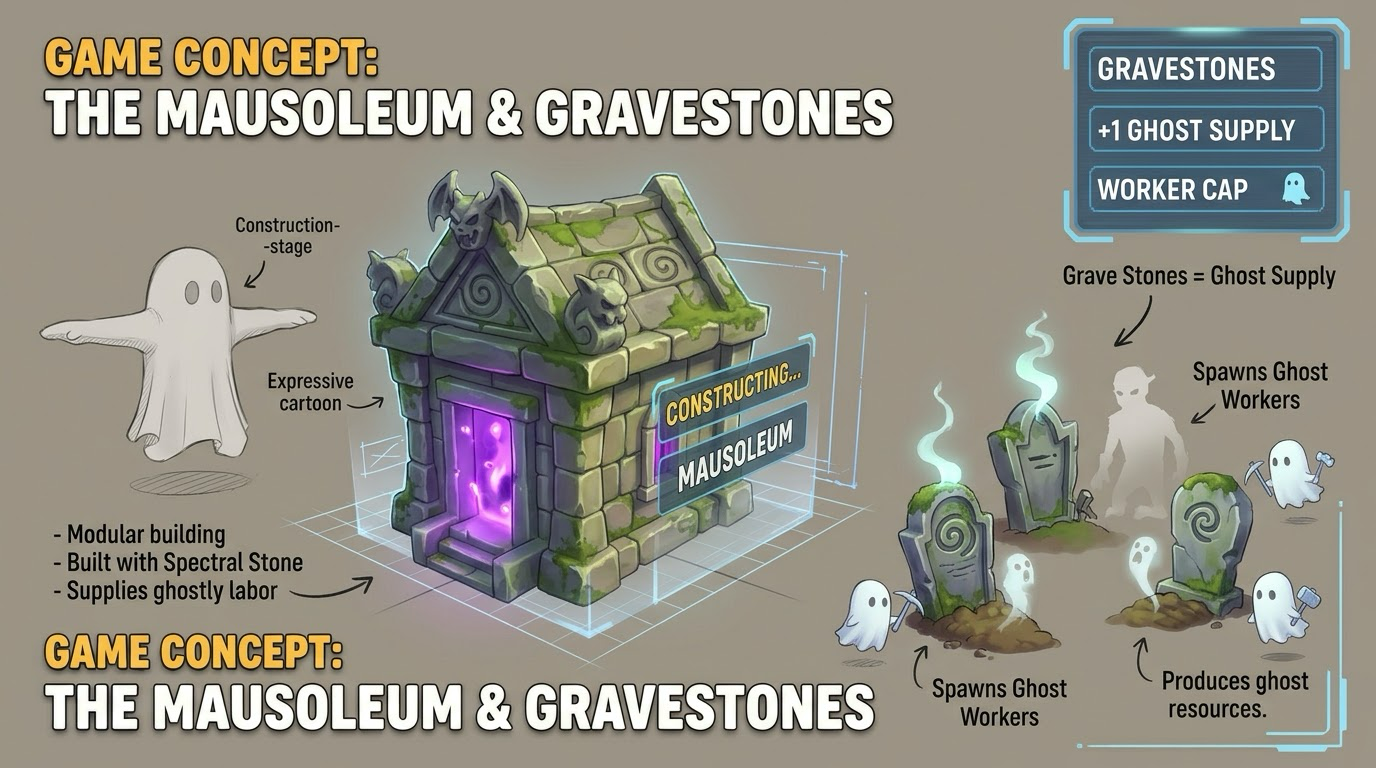 GAME CONCEPT:
THE MAUSOLEUM & GRAVESTONES
GRAVESTONES
+1 GHOST SUPPLY
WORKER CAP
Construction-
-stage
Grave Stones = Ghost Supply
Expressive
cartoon
CONSTRUCTING...
MAUSOLEUM
Spawns Ghost
Workers
- Modular building
- Built with Spectral Stone
- Supplies ghostly labor
GAME CONCEPT:
THE MAUSOLEUM & GRAVESTONES
Spawns Ghost
Workers
Produces ghost
resources.